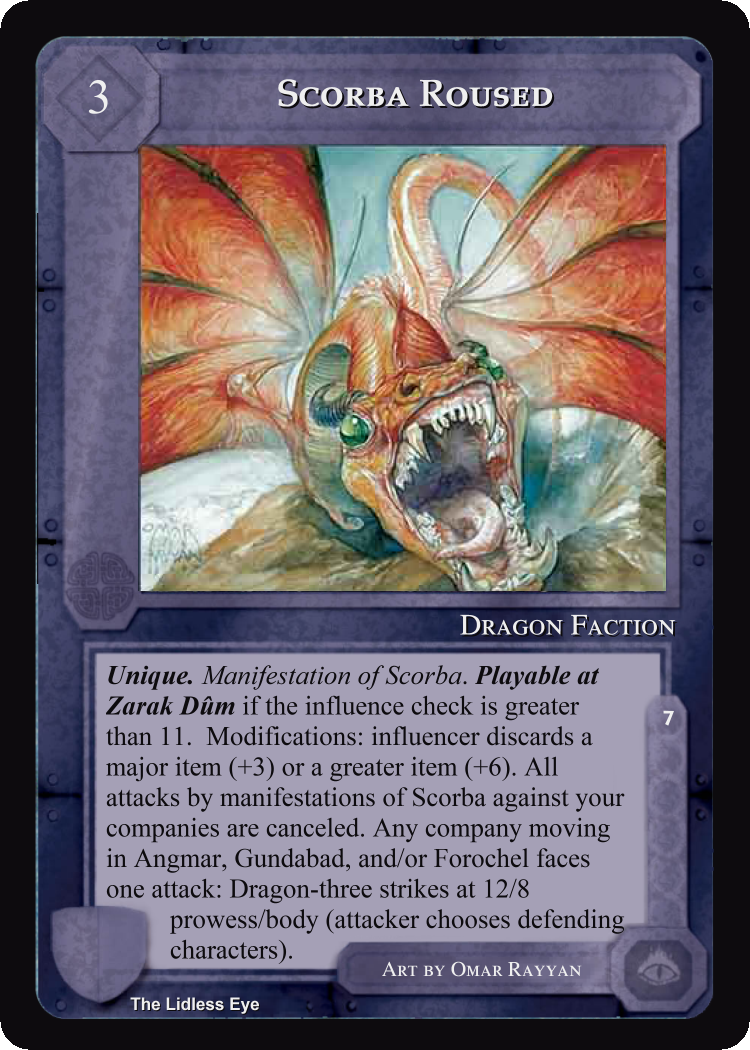 3
Scorba Roused
OMAR
RAYYAN
Dragon Faction
Unique. Manifestation of Scorba. Playable at
Zarak Dûm if the influence check is greater
than 11. Modifications: influencer discards a
major item (+3) or a greater item (+6). All
attacks by manifestations of Scorba against your
companies are canceled. Any company moving
in Angmar, Gundabad, and/or Forochel faces
one attack: Dragon-three strikes at 12/8
prowess/body (attacker chooses defending
characters).
7
Art by Omar Rayyan
The Lidless Eye